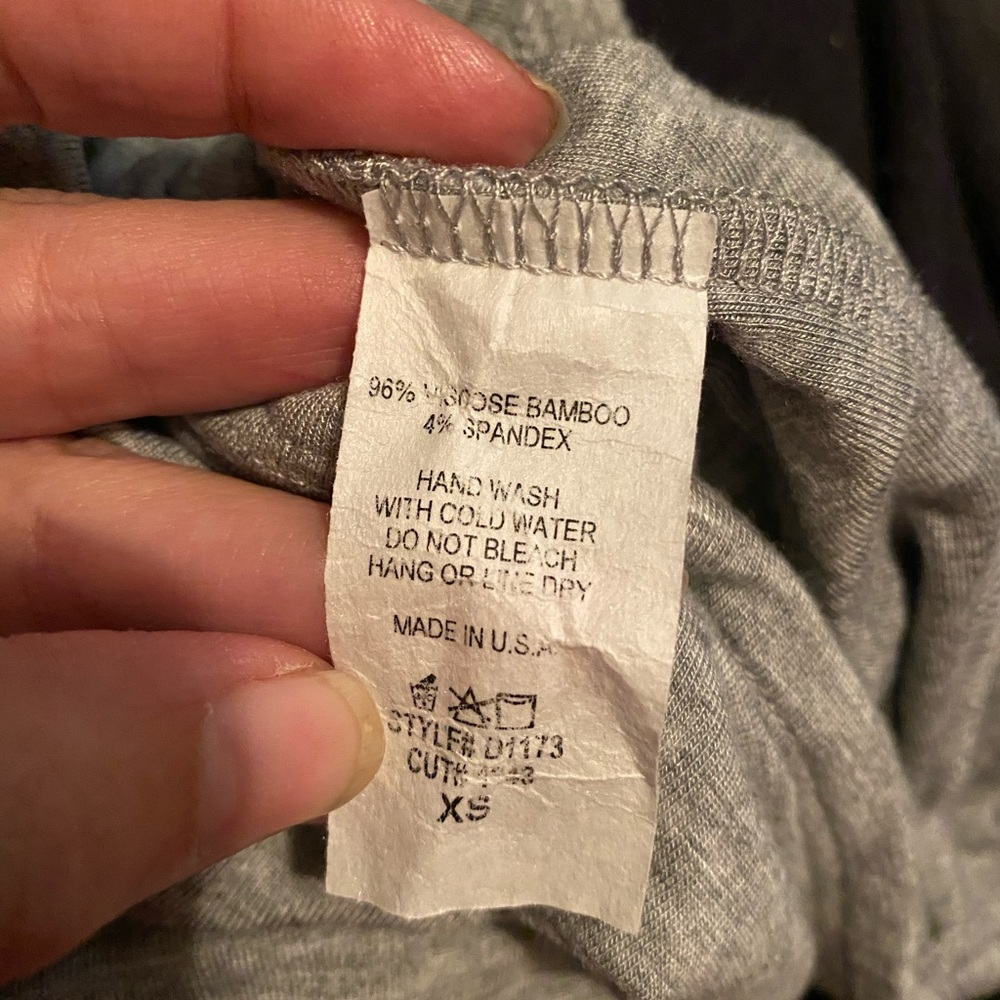 96% VISCOSE BAMBOO
4% SPANDEX
HAND WASH
WITH COLD WATER
DO NOT BLEACH
HANG OR LINE DRY
MADE IN U.S.A.
STYLE# D1173
CUT#
XS